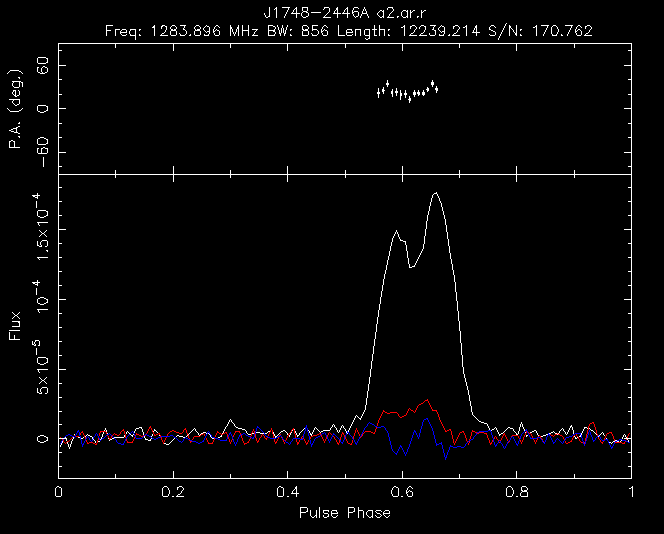 J1748-2446A a2.ar.r
Freq: 1283.896 MHz BW: 856 Length: 12239.214 S/N: 170.762
P.A. (deg.)
60
0
-60
Flux
1.5×10^-4
10^-4
5×10^-5
0
0 0.2 0.4 0.6 0.8 1
Pulse Phase